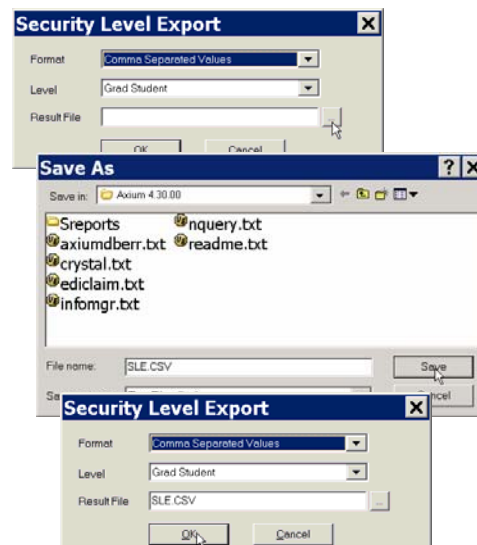 Security Level Export
Format Comma Separated Values
Level Grad Student
Result File ...
OK Cancel
Save As
Save in: Axium 4.30.00
Sreports nquery.txt
axiumdberr.txt readme.txt
crystal.txt
ediclaim.txt
infomgr.txt
File name: SLE.CSV Save
Cancel
Security Level Export
Format Comma Separated Values
Level Grad Student
Result File SLE.CSV ...
OK Cancel